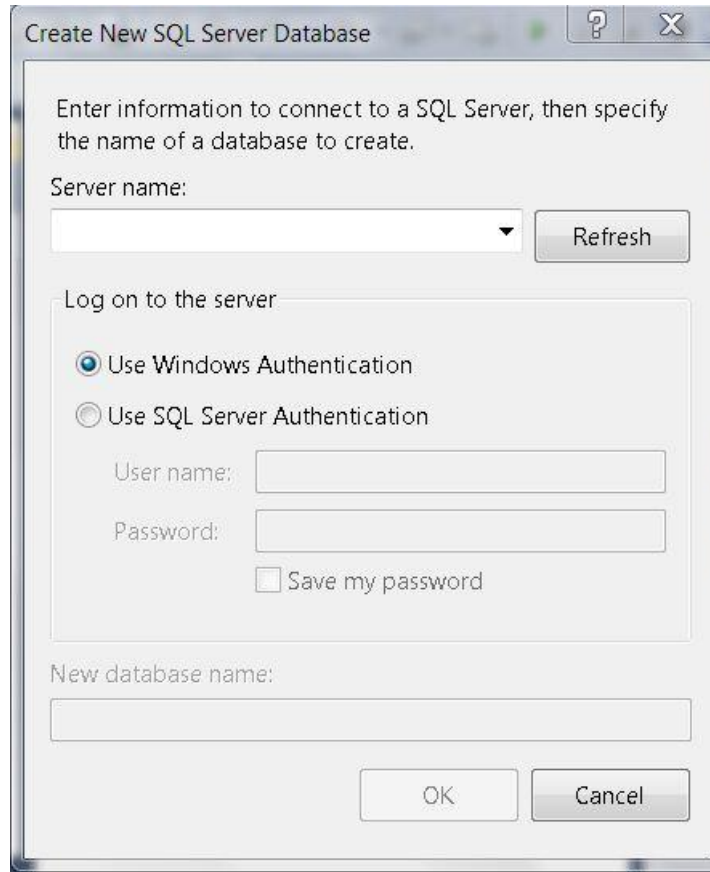 Create New SQL Server Database
Enter information to connect to a SQL Server, then specify
the name of a database to create.
Server name:
Refresh
Log on to the server
Use Windows Authentication
Use SQL Server Authentication
User name:
Password:
Save my password
New database name:
OK Cancel